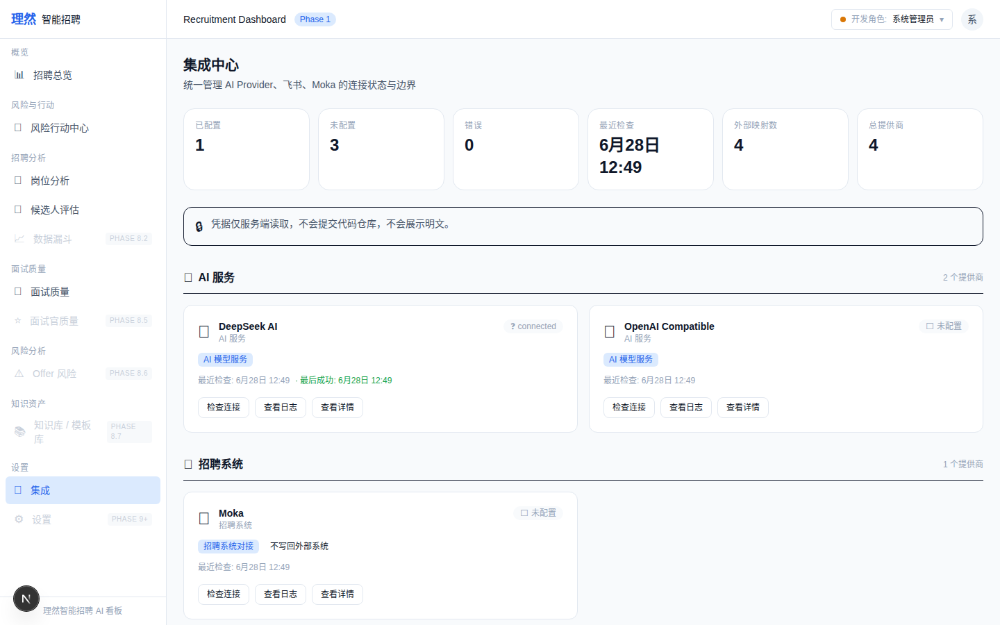 理然 智能招聘
Recruitment Dashboard Phase 1
开发角色: 系统管理员
系
概览
招聘总览
风险与行动
风险行动中心
招聘分析
岗位分析
候选人评估
数据漏斗 PHASE 8.2
面试质量
面试质量
面试官质量 PHASE 8.5
风险分析
Offer 风险 PHASE 8.6
知识资产
知识库 / 模板
库
PHASE
8.7
设置
集成
设置 PHASE 9+
理然智能招聘 AI 看板
集成中心
统一管理 AI Provider、飞书、Moka 的连接状态与边界
已配置
1
未配置
3
错误
0
最近检查
6月28日
12:49
外部映射数
4
总提供商
4
凭据仅服务端读取，不会提交代码仓库，不会展示明文。
AI 服务
2 个提供商
DeepSeek AI
? connected
AI 服务
AI 模型服务
最近检查: 6月28日 12:49 · 最后成功: 6月28日 12:49
检查连接 查看日志 查看详情
OpenAI Compatible
未配置
AI 服务
AI 模型服务
最近检查: 6月28日 12:49
检查连接 查看日志 查看详情
招聘系统
1 个提供商
Moka
未配置
招聘系统
招聘系统对接 不写回外部系统
最近检查: 6月28日 12:49
检查连接 查看日志 查看详情